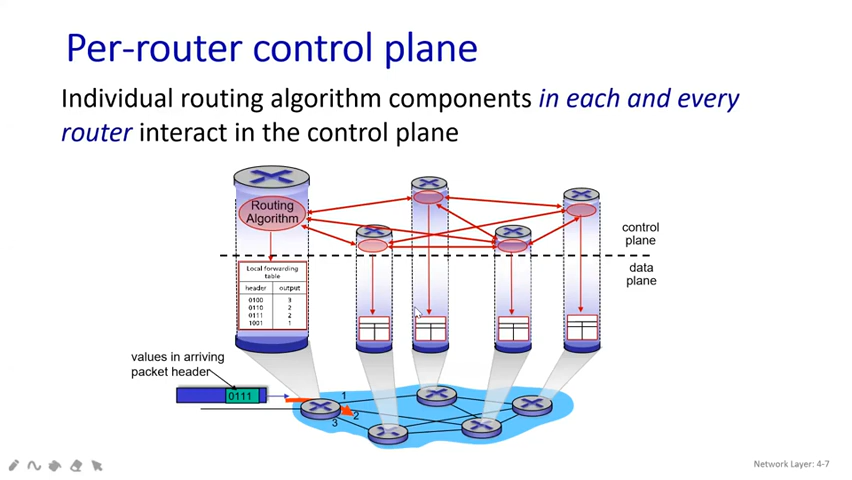 Per-router control plane
Individual routing algorithm components in each and every
router interact in the control plane
Routing
Algorithm
control
plane
data
plane
Local forwarding
table
header output
0100 3
0110 2
0111 2
1001 1
values in arriving
packet header
0111
1
2
3
Network Layer: 4-7